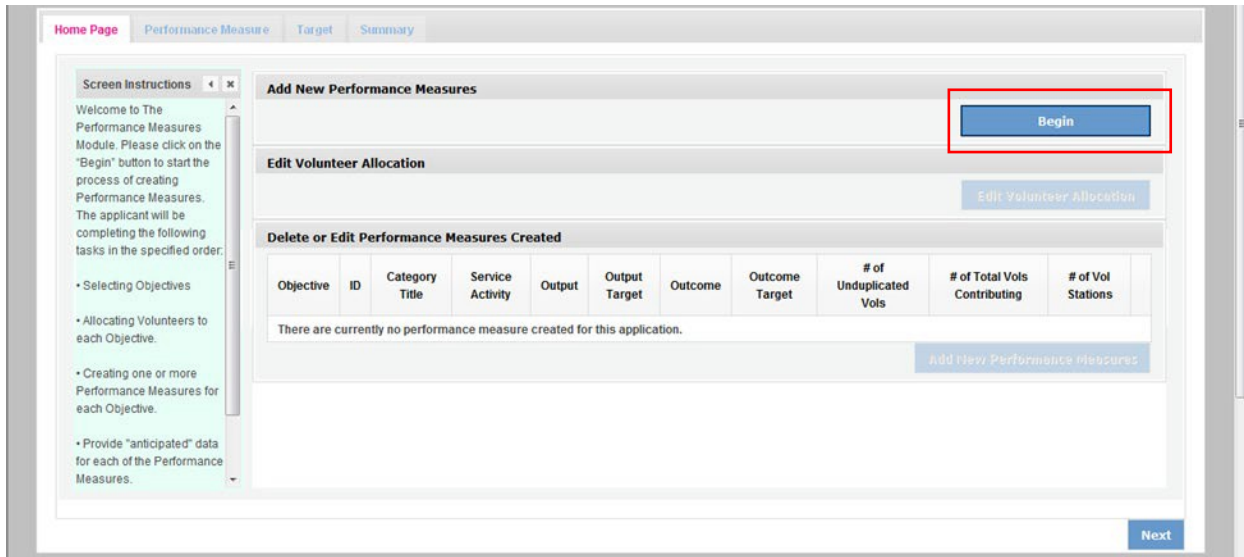 Home Page Performance Measure Target Summary
Screen Instructions
Welcome to The
Performance Measures
Module. Please click on the
"Begin" button to start the
process of creating
Performance Measures.
The applicant will be
completing the following
tasks in the specified order:
• Selecting Objectives
• Allocating Volunteers to
each Objective.
• Creating one or more
Performance Measures for
each Objective.
• Provide "anticipated" data
for each of the Performance
Measures.
Add New Performance Measures
Begin
Edit Volunteer Allocation
Edit Volunteer Allocation
Delete or Edit Performance Measures Created
Objective ID Category Title Service Activity Output Output Target Outcome Outcome Target # of Unduplicated Vols # of Total Vols Contributing # of Vol Stations
There are currently no performance measure created for this application.
Add New Performance Measures
Next